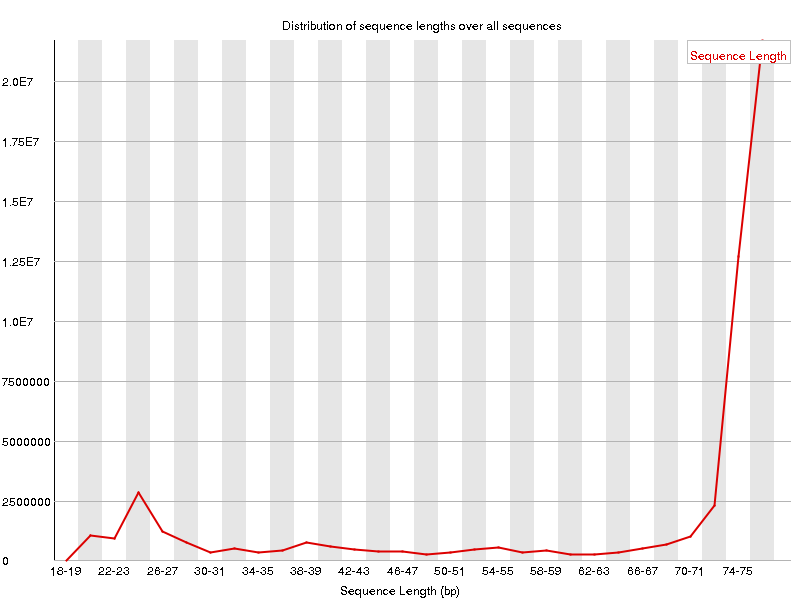 Distribution of sequence lengths over all sequences
Sequence Length
2.0E7
1.75E7
1.5E7
1.25E7
1.0E7
7500000
5000000
2500000
0
18-19 22-23 26-27 30-31 34-35 38-39 42-43 46-47 50-51 54-55 58-59 62-63 66-67 70-71 74-75
Sequence Length (bp)